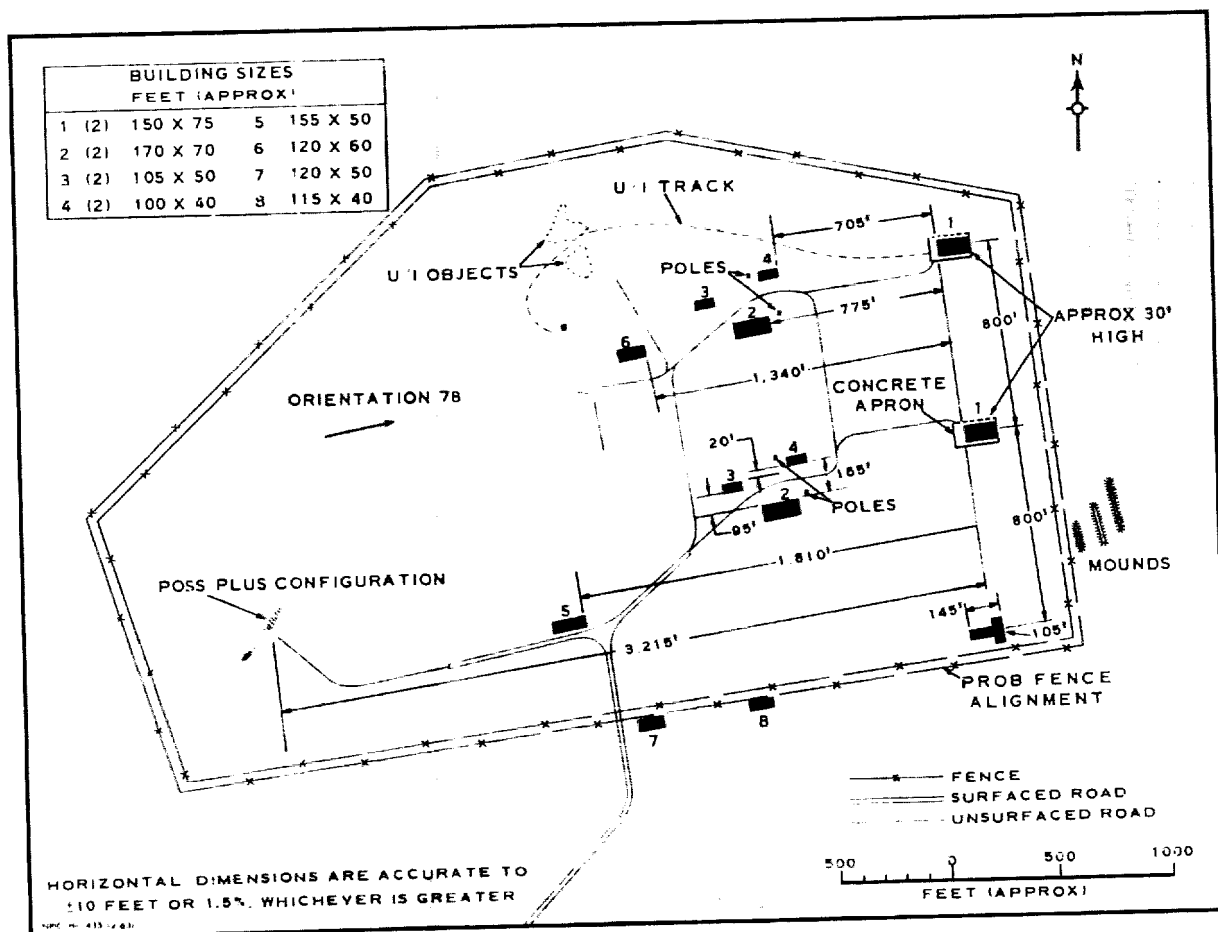 BUILDING SIZES
FEET (APPROX)
1 (2) 150 X 75 5 155 X 50
2 (2) 170 X 70 6 120 X 60
3 (2) 105 X 50 7 120 X 50
4 (2) 100 X 40 8 115 X 40
N
U/I TRACK
705'
1
U/I OBJECTS
POLES
4
3
2
775'
800'
APPROX 30'
HIGH
6
1,340'
ORIENTATION 78
CONCRETE
APRON
1
20'
4
3
165'
2
95'
POLES
800'
MOUNDS
1,810'
POSS PLUS CONFIGURATION
5
3,215'
145'
105'
PROB FENCE
ALIGNMENT
7
8
FENCE
SURFACED ROAD
UNSURFACED ROAD
500 0 500 1000
FEET (APPROX)
HORIZONTAL DIMENSIONS ARE ACCURATE TO
±10 FEET OR 1.5%, WHICHEVER IS GREATER